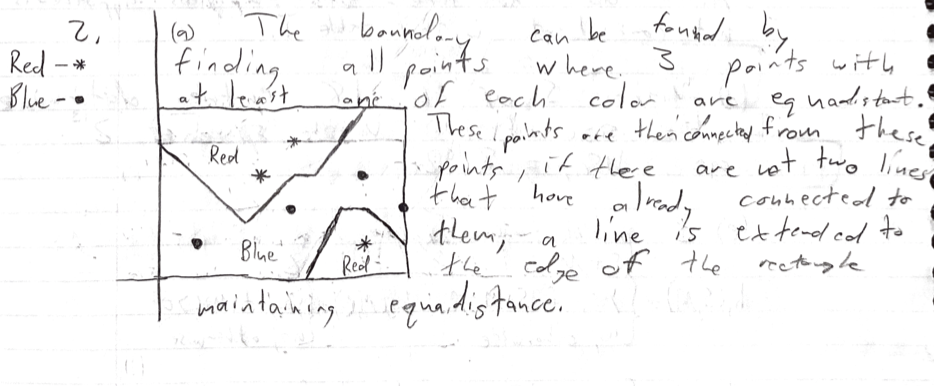 2. (a) The boundary can be found by
Red - * finding all points where 3 points with
Blue - • at least one of each color are equadistant.
These points are then connected from these
Red
points, if there are not two lines
that have already connected to
them, a line is extended to
Blue
Red
the edge of the rectangle
maintaining equadistance.